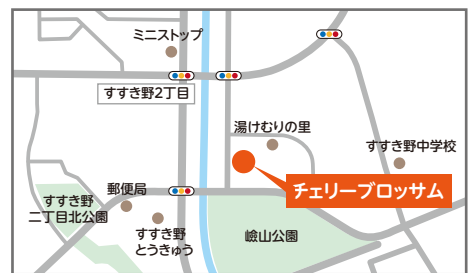 ミニストップ
すすき野2丁目
湯けむりの里
すすき野中学校
チェリーブロッサム
郵便局
すすき野
二丁目北公園
すすき野
とうきゅう
嶮山公園